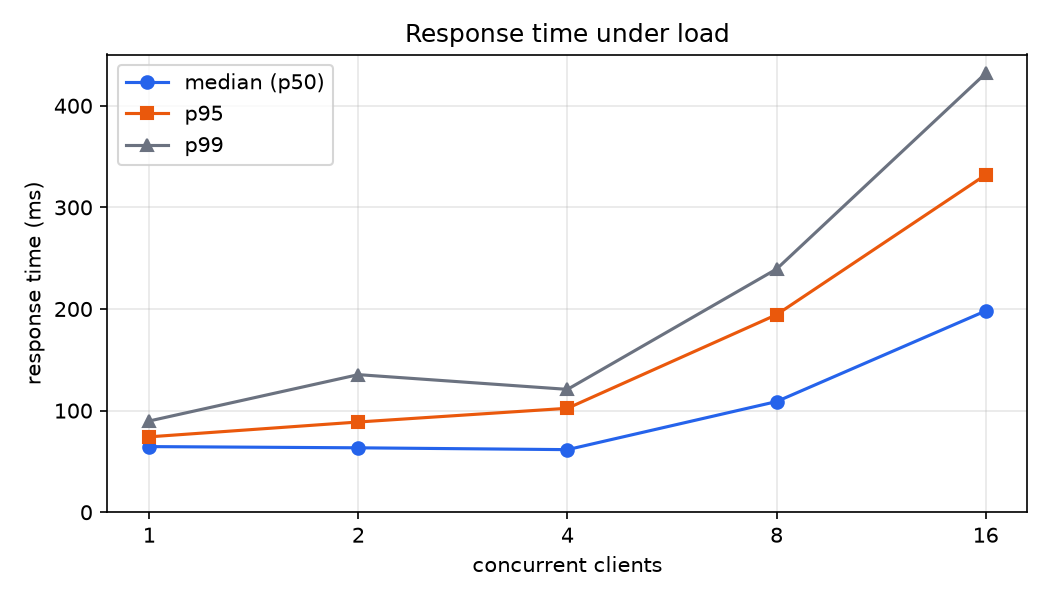 Response time under load
median (p50)
p95
p99
response time (ms)
400
300
200
100
0
1 2 4 8 16
concurrent clients